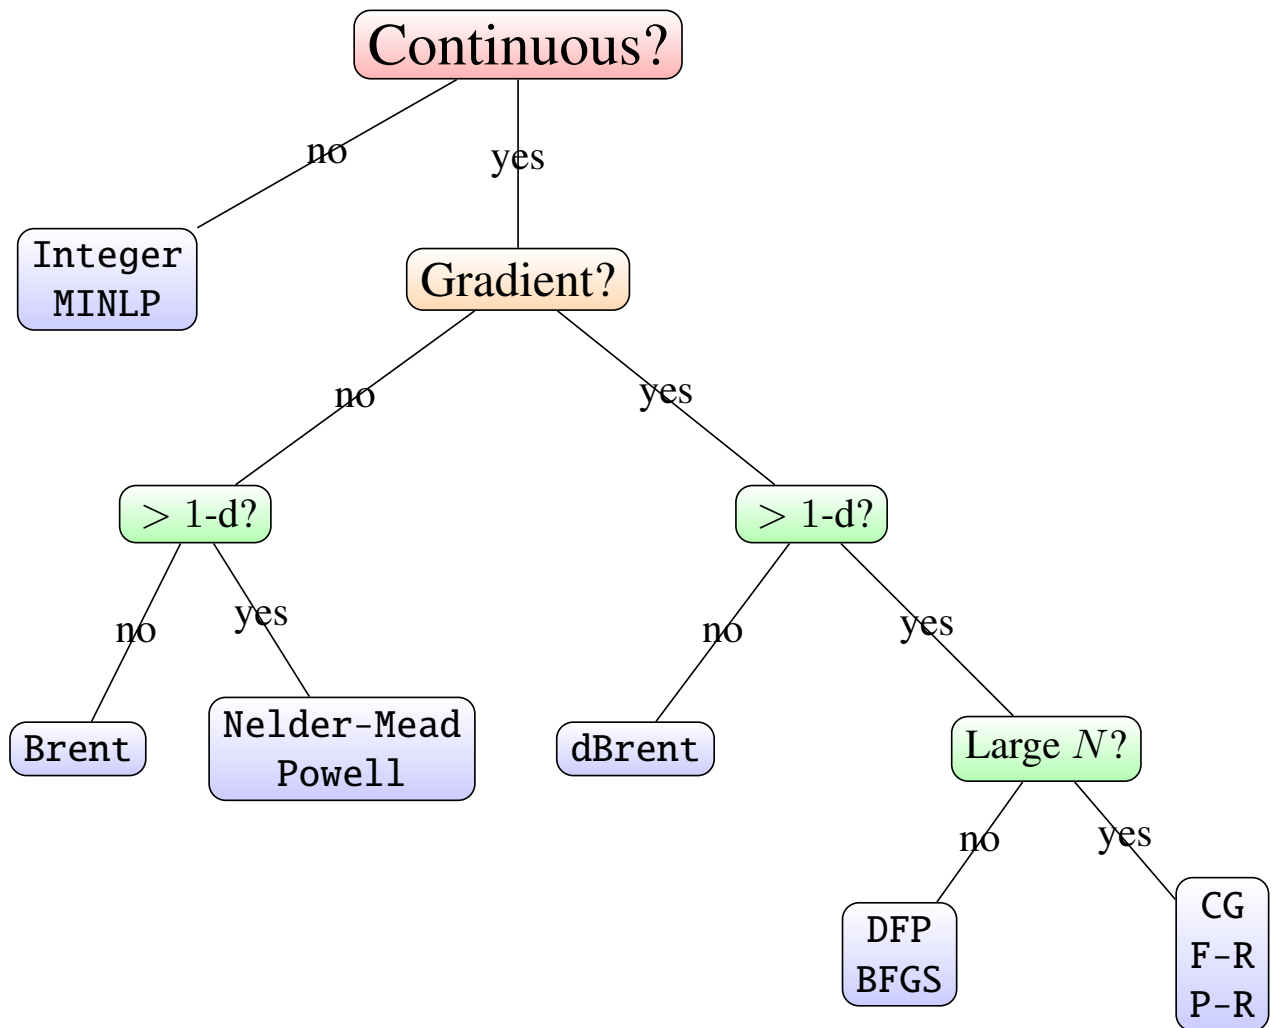 Continuous?
no
yes
Integer
MINLP
Gradient?
no
yes
> 1-d?
> 1-d?
no
yes
no
yes
Brent
Nelder-Mead
Powell
dBrent
Large N?
no
yes
DFP
BFGS
CG
F-R
P-R